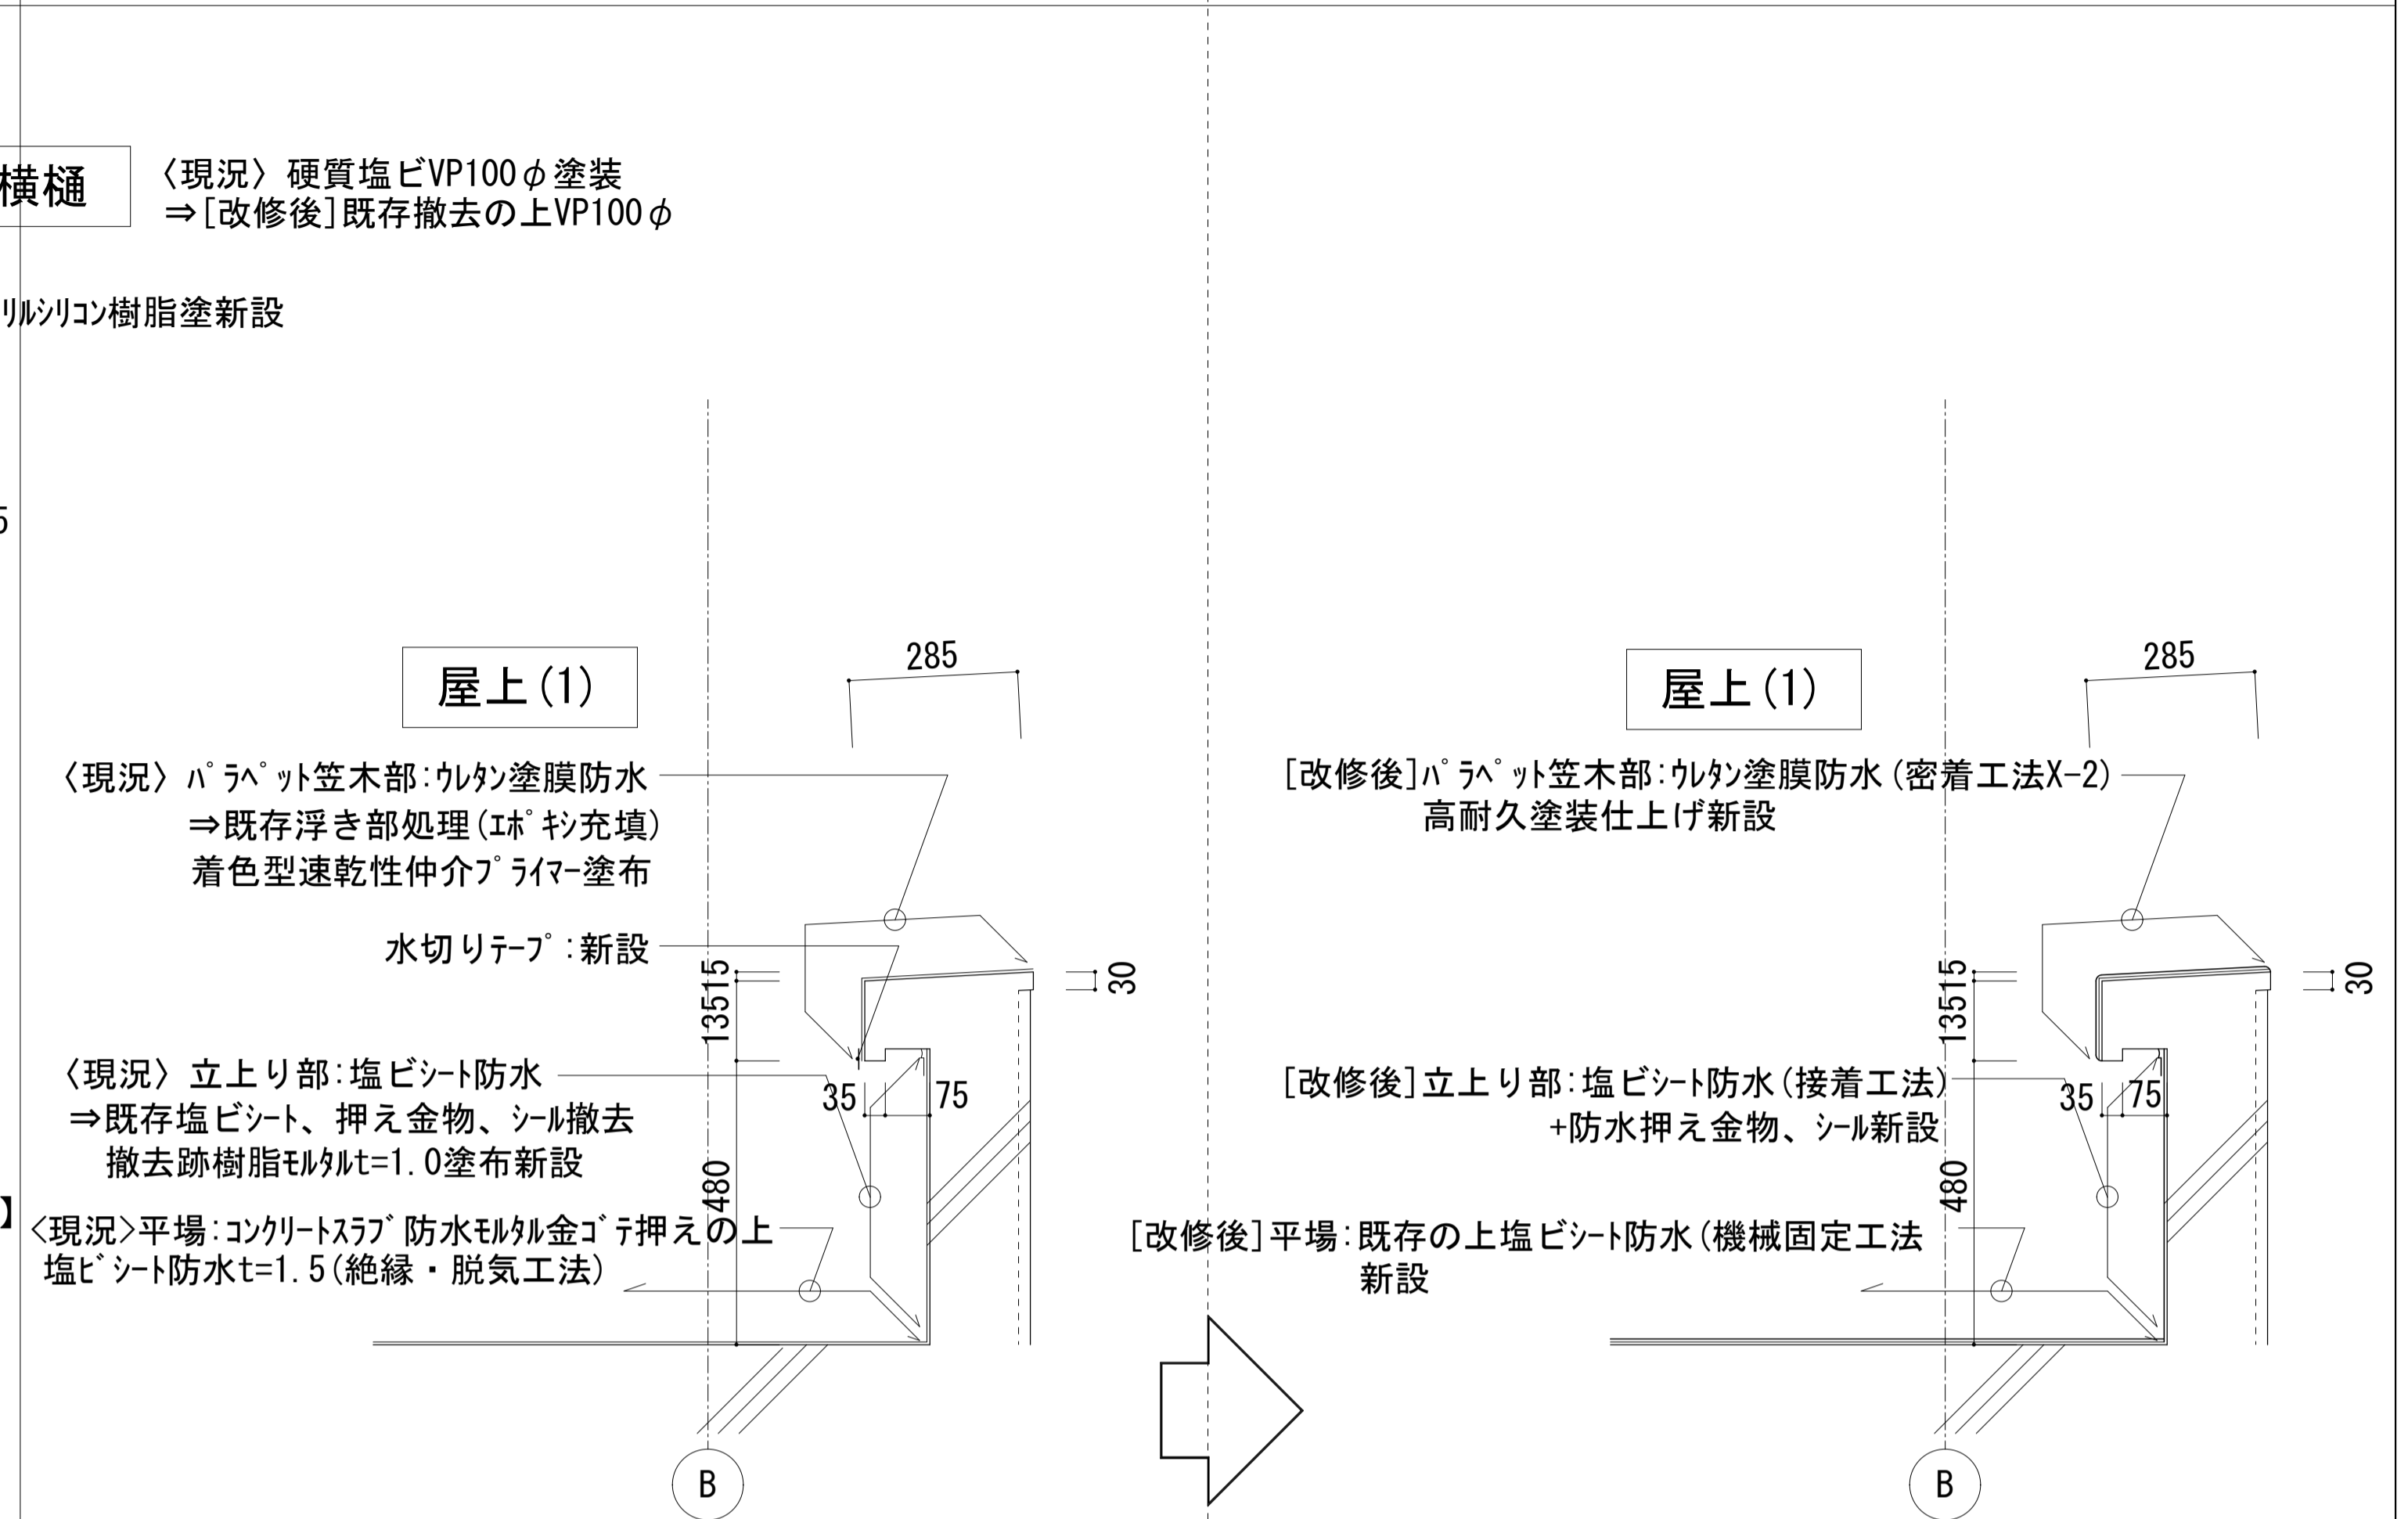 横樋
〈現況〉硬質塩ビVP100φ塗装
⇒[改修後]既存撤去の上VP100φ
リルシリコン樹脂塗新設
5
屋上(1)
285
〈現況〉パラペット笠木部:ウレタン塗膜防水
⇒既存浮き部処理(エポキシ充填)
着色型速乾性仲介プライマー塗布
水切りテープ:新設
15
135
30
〈現況〉立上り部:塩ビシート防水
⇒既存塩ビシート、押え金物、シール撤去
撤去跡樹脂モルタルt=1.0塗布新設
35
75
480
】
<現況>平場:コンクリートスラブ防水モルタル金ゴテ押えの上
塩ビシート防水t=1.5(絶縁・脱気工法)
B
屋上(1)
285
[改修後]パラペット笠木部:ウレタン塗膜防水(密着工法X-2)
高耐久塗装仕上げ新設
15
135
30
[改修後]立上り部:塩ビシート防水(接着工法)
+防水押え金物、シール新設
35
75
480
[改修後]平場:既存の上塩ビシート防水(機械固定工法
新設
B